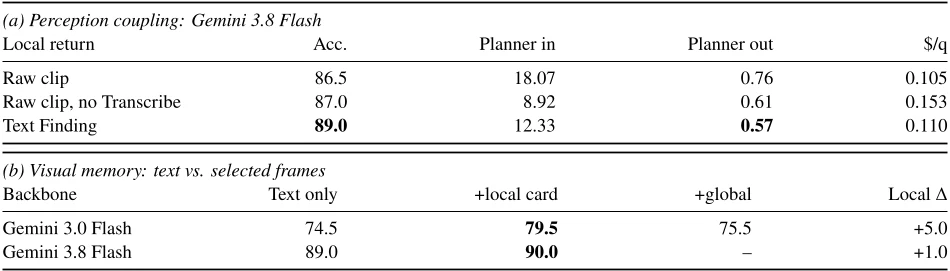 (a) Perception coupling: Gemini 3.8 Flash
Local return Acc. Planner in Planner out $/q
Raw clip 86.5 18.07 0.76 0.105
Raw clip, no Transcribe 87.0 8.92 0.61 0.153
Text Finding 89.0 12.33 0.57 0.110
(b) Visual memory: text vs. selected frames
Backbone Text only +local card +global Local Δ
Gemini 3.0 Flash 74.5 79.5 75.5 +5.0
Gemini 3.8 Flash 89.0 90.0 – +1.0